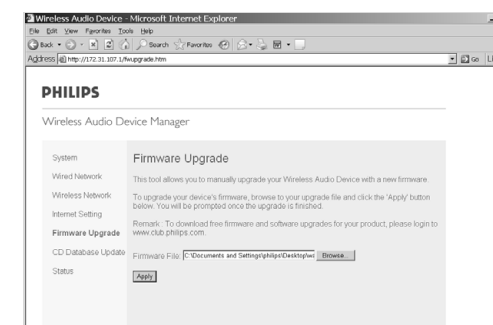 Wireless Audio Device - Microsoft Internet Explorer
File Edit View Favorites Tools Help
Back Search Favorites
Address http://172.31.107.1/fwupgrade.htm Go
PHILIPS
Wireless Audio Device Manager
System
Wired Network
Wireless Network
Internet Setting
Firmware Upgrade
CD Database Update
Status
Firmware Upgrade
This tool allows you to manually upgrade your Wireless Audio Device with a new firmware.
To upgrade your device's firmware, browse to your upgrade file and click the 'Apply' button
below. You will be prompted once the upgrade is finished.
Remark : To download free firmware and software upgrades for your product, please login to
www.club.philips.com.
Firmware File: C:\Documents and Settings\philips\Desktop\wc Browse...
Apply